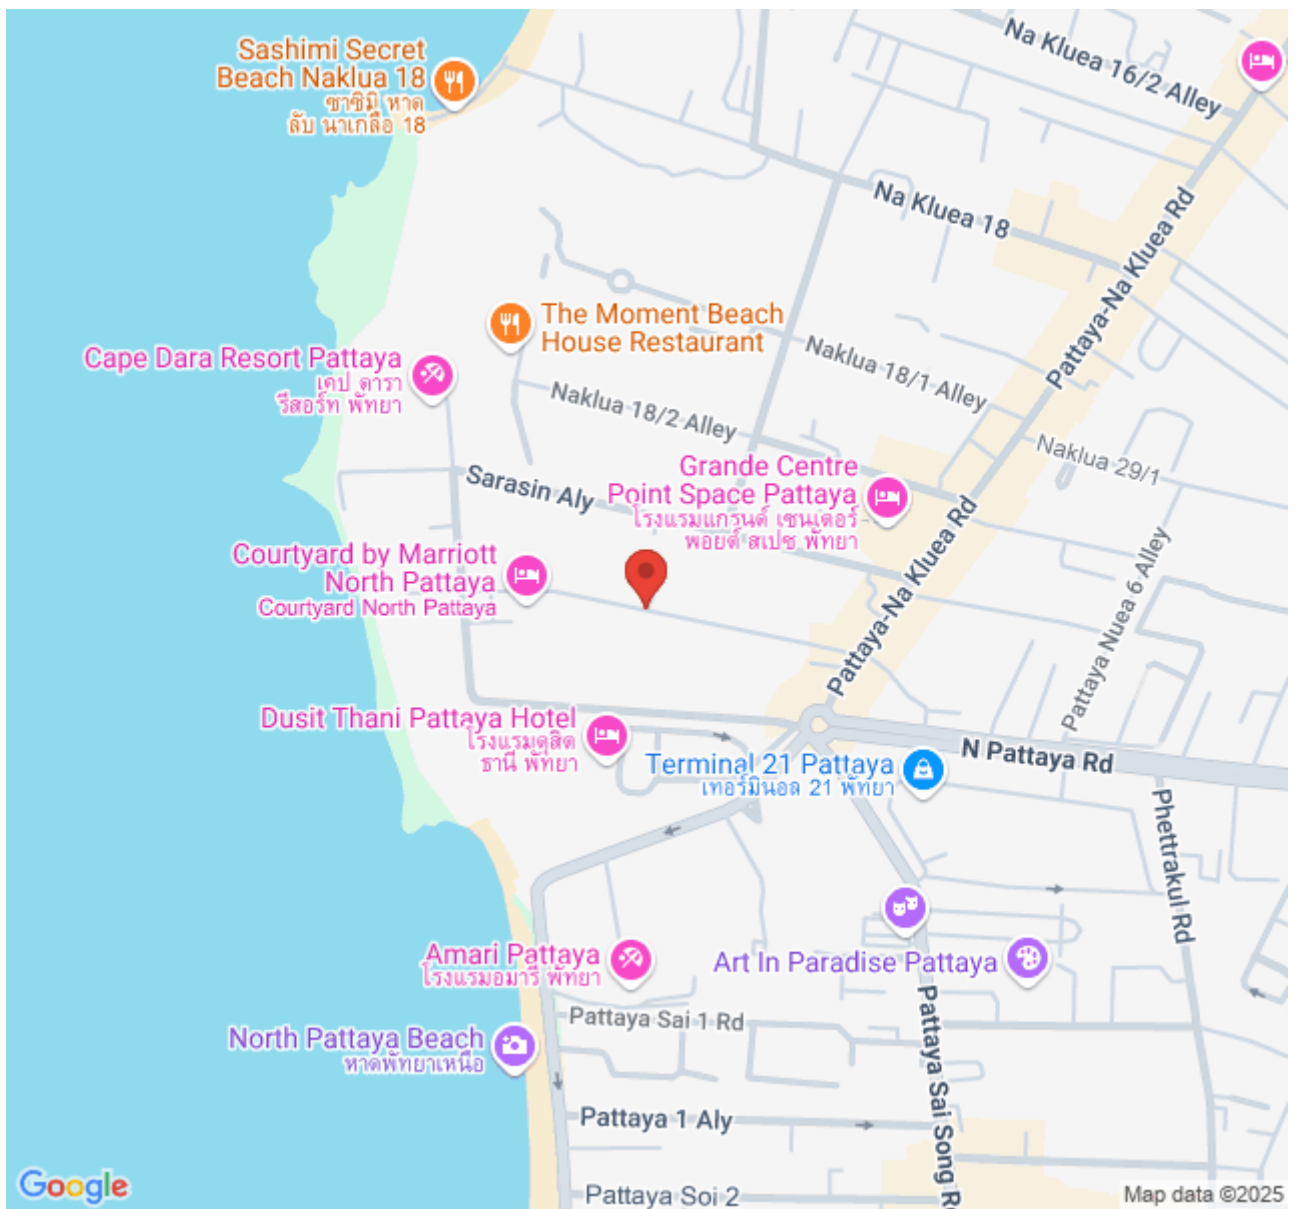 Sashimi Secret
Beach Naklua 18
ซาชิมิ หาด
ลับ นาเกลือ 18
Na Kluea 16/2 Alley
Na Kluea 18
Pattaya-Na Kluea Rd
The Moment Beach
House Restaurant
Naklua 18/1 Alley
Cape Dara Resort Pattaya
เคป ดารา
รีสอร์ท พัทยา
Naklua 18/2 Alley
Naklua 29/1
Sarasin Aly
Grande Centre
Point Space Pattaya
โรงแรมแกรนด์ เซนเตอร์
พอยต์ สเปซ พัทยา
Pattaya-Na Kluea Rd
Courtyard by Marriott
North Pattaya
Courtyard North Pattaya
Pattaya Nuea 6 Alley
Dusit Thani Pattaya Hotel
โรงแรมดุสิต
ธานี พัทยา
Terminal 21 Pattaya
เทอร์มินอล 21 พัทยา
N Pattaya Rd
Phettrakul Rd
Amari Pattaya
โรงแรมอมารี พัทยา
Art In Paradise Pattaya
Pattaya Sai 1 Rd
North Pattaya Beach
หาดพัทยาเหนือ
Pattaya Sai Song R
Pattaya 1 Aly
Pattaya Soi 2
Google
Map data ©2025